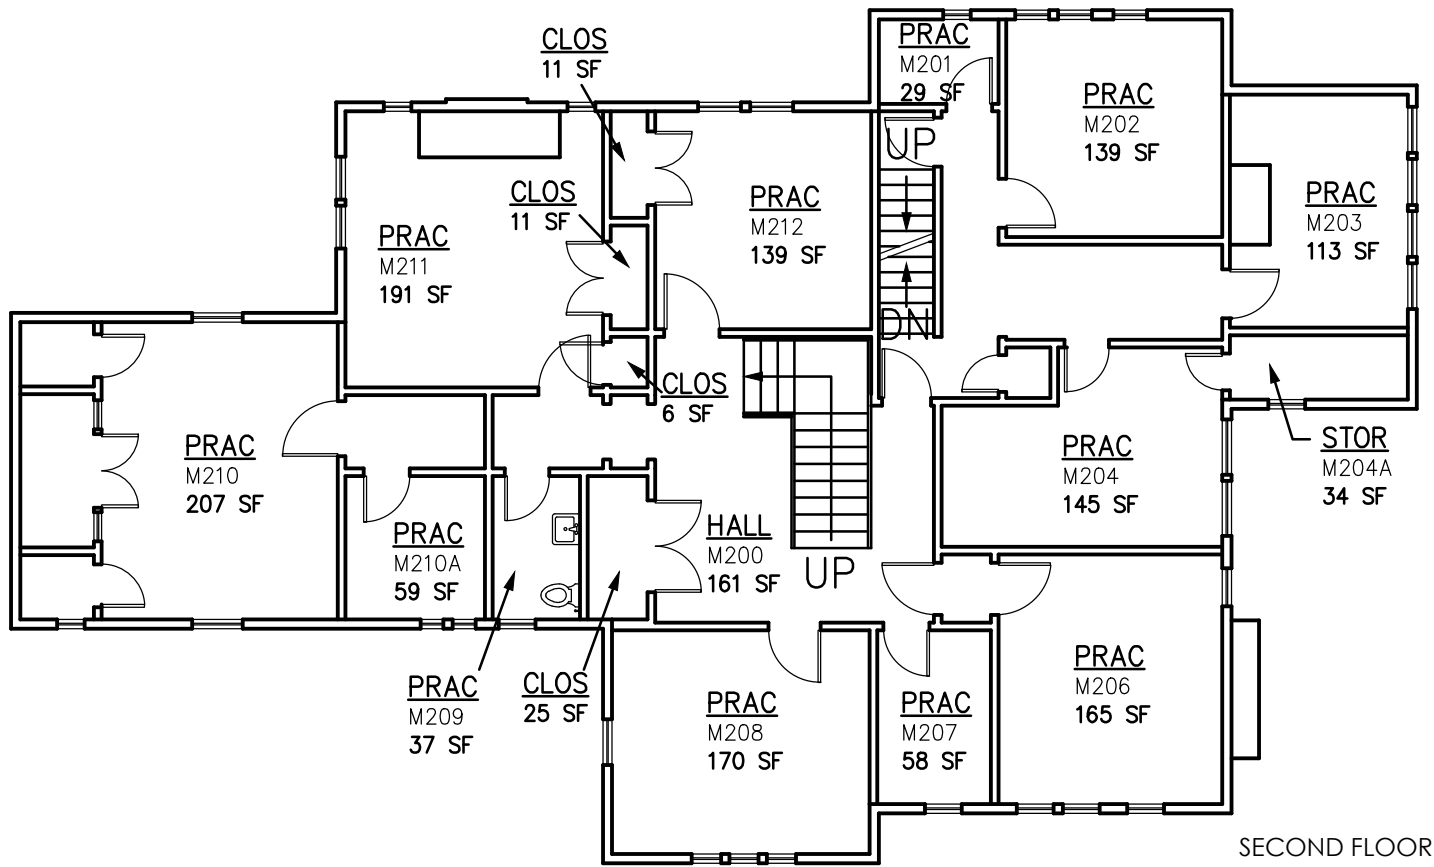 CLOS
11 SF
PRAC
M201
29 SF
PRAC
M202
139 SF
UP
CLOS
11 SF
PRAC
M212
139 SF
PRAC
M203
113 SF
PRAC
M211
191 SF
DN
CLOS
6 SF
PRAC
M210
207 SF
PRAC
M204
145 SF
STOR
M204A
34 SF
PRAC
M210A
59 SF
HALL
M200
161 SF
UP
PRAC
M209
37 SF
CLOS
25 SF
PRAC
M208
170 SF
PRAC
M207
58 SF
PRAC
M206
165 SF
SECOND FLOOR